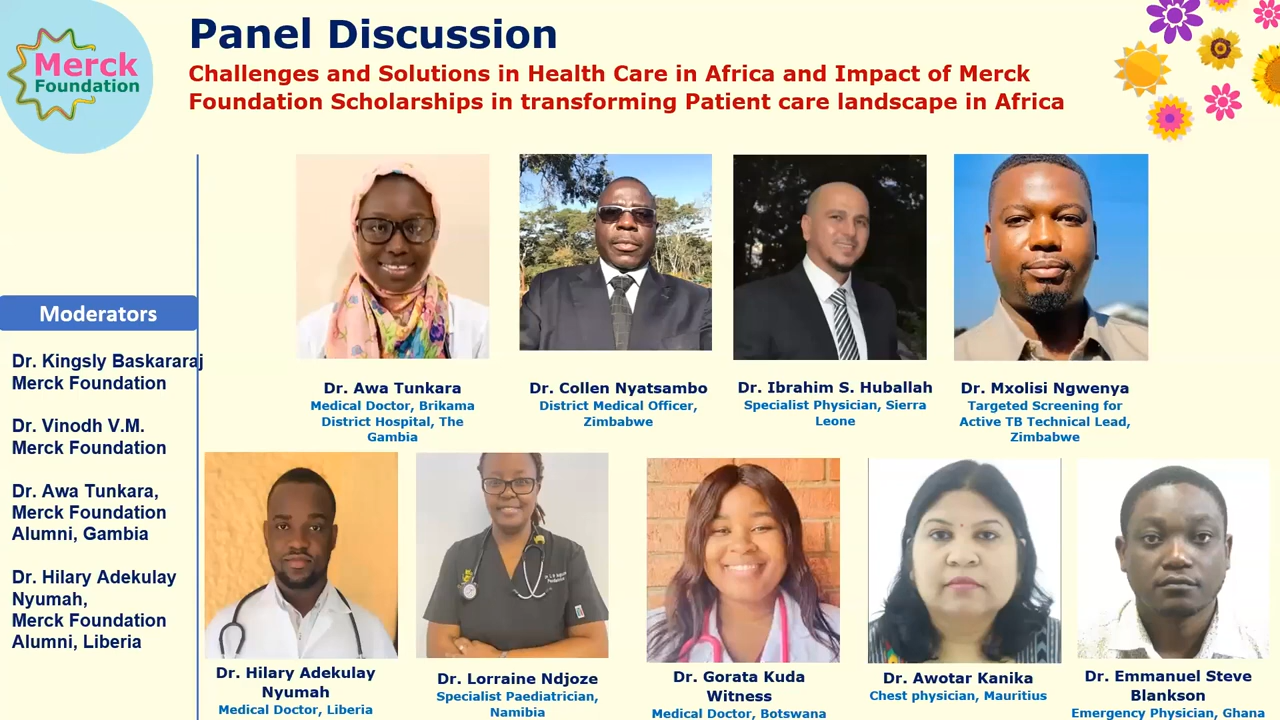 Merck
Foundation
Panel Discussion
Challenges and Solutions in Health Care in Africa and Impact of Merck
Foundation Scholarships in transforming Patient care landscape in Africa
Moderators
Dr. Kingsly Baskararaj
Merck Foundation
Dr. Vinodh V.M.
Merck Foundation
Dr. Awa Tunkara,
Merck Foundation
Alumni, Gambia
Dr. Hilary Adekulay
Nyumah,
Merck Foundation
Alumni, Liberia
Dr. Awa Tunkara
Medical Doctor, Brikama
District Hospital, The
Gambia
Dr. Collen Nyatsambo
District Medical Officer,
Zimbabwe
Dr. Ibrahim S. Huballah
Specialist Physician, Sierra
Leone
Dr. Mxolisi Ngwenya
Targeted Screening for
Active TB Technical Lead,
Zimbabwe
Dr. Hilary Adekulay
Nyumah
Medical Doctor, Liberia
Dr. Lorraine Ndjoze
Specialist Paediatrician,
Namibia
Dr. Gorata Kuda
Witness
Medical Doctor, Botswana
Dr. Awotar Kanika
Chest physician, Mauritius
Dr. Emmanuel Steve
Blankson
Emergency Physician, Ghana